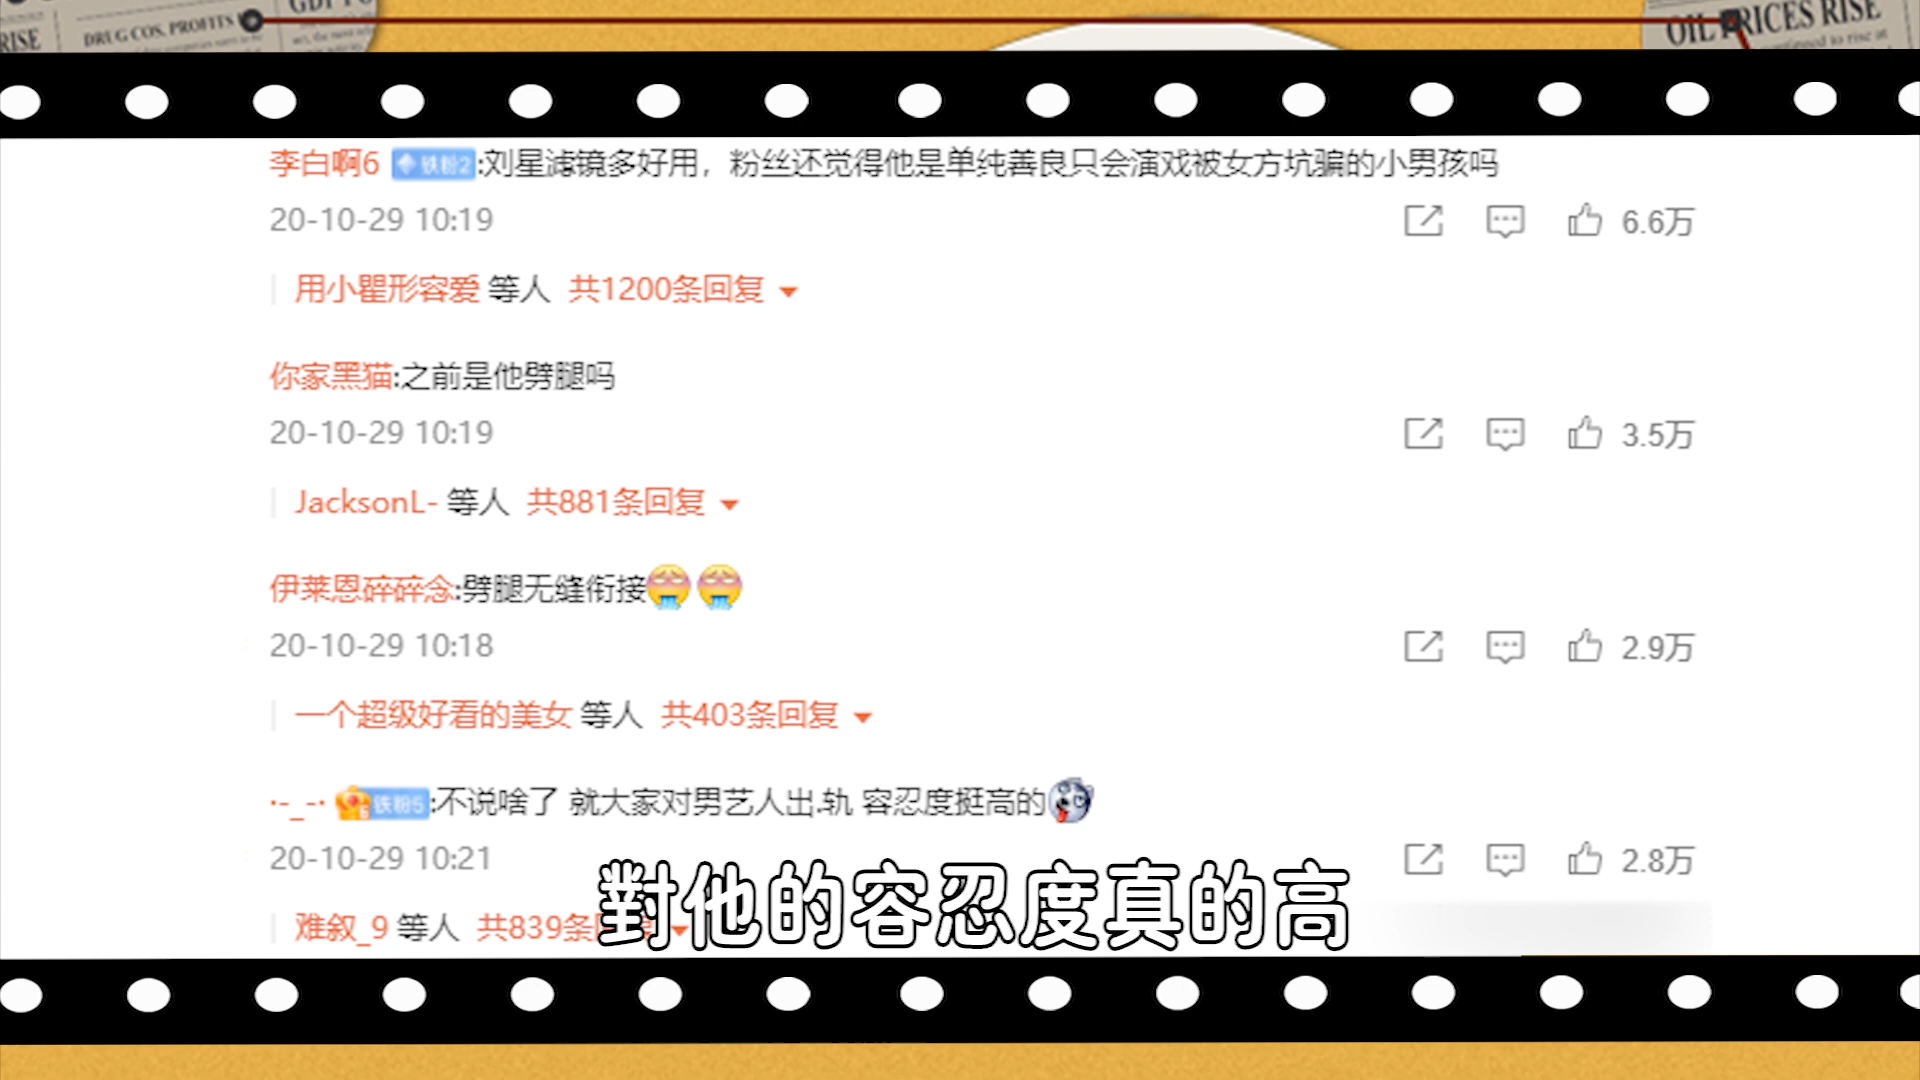 RISE
DRUG COS. PROFITS
OIL PRICES RISE
李白啊6 铁粉2:刘星滤镜多好用，粉丝还觉得他是单纯善良只会演戏被女方坑骗的小男孩吗
20-10-29 10:19
6.6万
用小瞿形容爱 等人 共1200条回复
你家黑猫:之前是他劈腿吗
20-10-29 10:19
3.5万
JacksonL- 等人 共881条回复
伊莱恩碎碎念:劈腿无缝衔接
20-10-29 10:18
2.9万
一个超级好看的美女 等人 共403条回复
·-_-· 铁粉5:不说啥了 就大家对男艺人出.轨 容忍度挺高的
20-10-29 10:21
2.8万
难叙_9 等人 共839条
對他的容忍度真的高